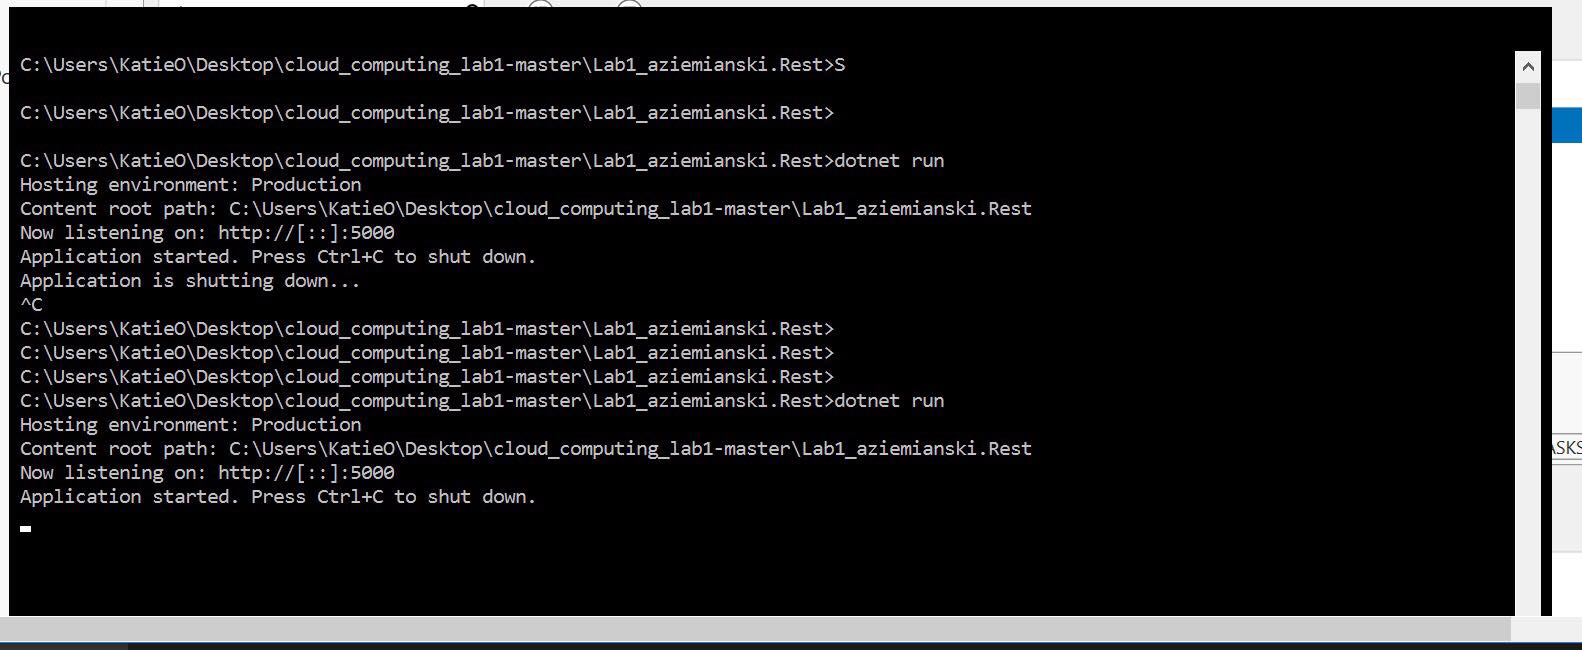 C:\Users\KatieO\Desktop\cloud_computing_lab1-master\Lab1_aziemianski.Rest>S
C:\Users\KatieO\Desktop\cloud_computing_lab1-master\Lab1_aziemianski.Rest>
C:\Users\KatieO\Desktop\cloud_computing_lab1-master\Lab1_aziemianski.Rest>dotnet run
Hosting environment: Production
Content root path: C:\Users\KatieO\Desktop\cloud_computing_lab1-master\Lab1_aziemianski.Rest
Now listening on: http://[::]:5000
Application started. Press Ctrl+C to shut down.
Application is shutting down...
^C
C:\Users\KatieO\Desktop\cloud_computing_lab1-master\Lab1_aziemianski.Rest>
C:\Users\KatieO\Desktop\cloud_computing_lab1-master\Lab1_aziemianski.Rest>
C:\Users\KatieO\Desktop\cloud_computing_lab1-master\Lab1_aziemianski.Rest>
C:\Users\KatieO\Desktop\cloud_computing_lab1-master\Lab1_aziemianski.Rest>dotnet run
Hosting environment: Production
Content root path: C:\Users\KatieO\Desktop\cloud_computing_lab1-master\Lab1_aziemianski.Rest
Now listening on: http://[::]:5000
Application started. Press Ctrl+C to shut down.